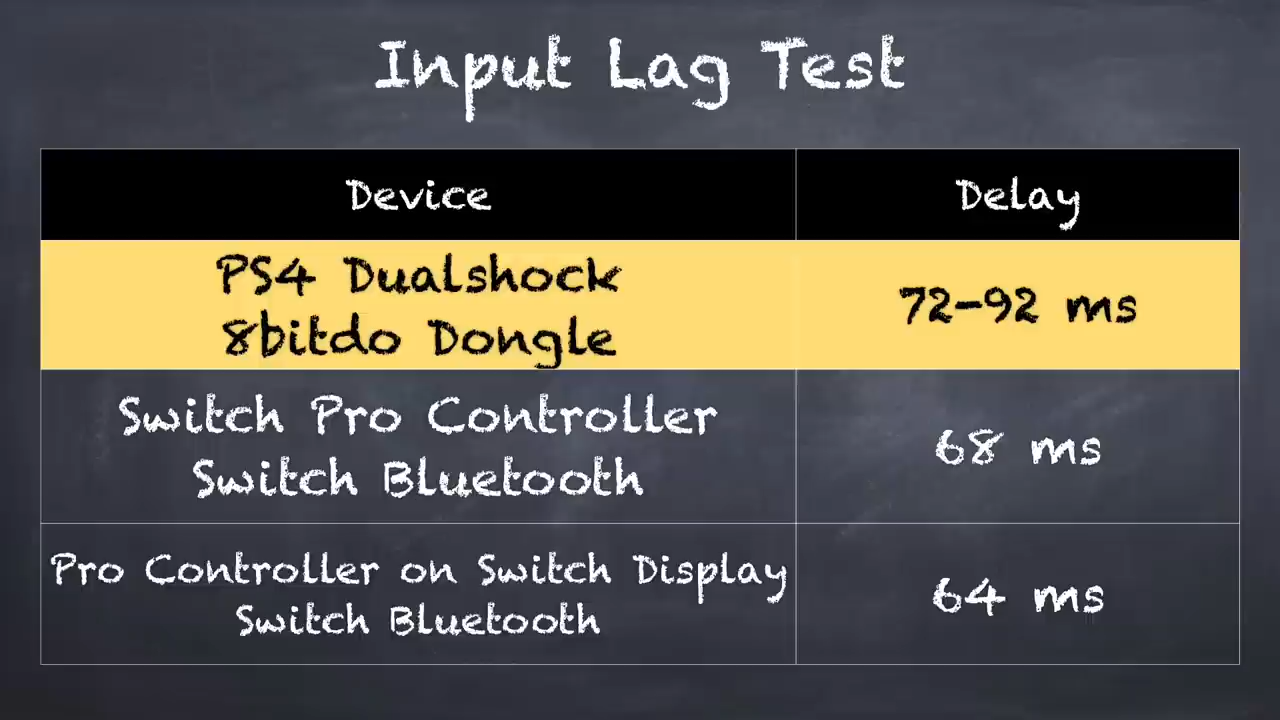 Input Lag Test
Device
Delay
PS4 Dualshock
8bitdo Dongle
72-92 ms
Switch Pro Controller
Switch Bluetooth
68 ms
Pro Controller on Switch Display
Switch Bluetooth
64 ms